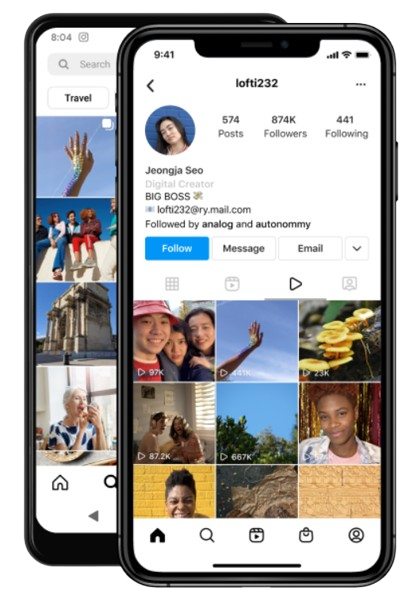 8:04
Search
Travel
9:41
lofti232
574
Posts
874K
Followers
441
Following
Jeongja Seo
Digital Creator
BIG BOSS 💸
📧 lofti232@ry.mail.com
Followed by analog and autonommy
Follow
Message
Email
97K
441K
23K
87.2K
667K